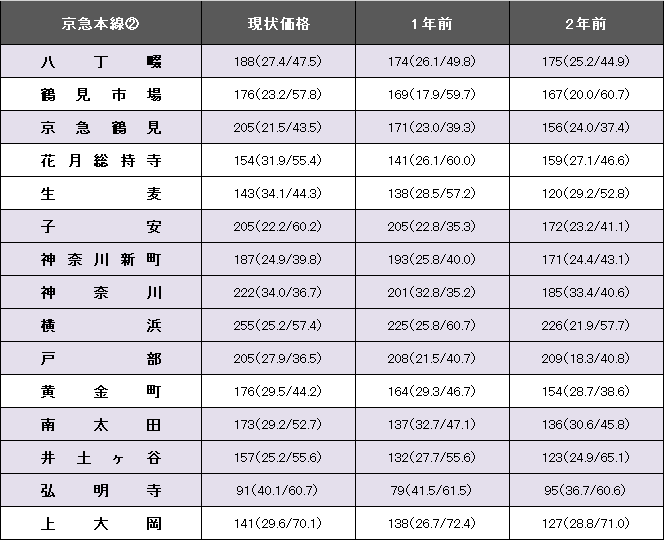 京急本線② 現状価格 1年前 2年前
八丁畷 188(27.4/47.5) 174(26.1/49.8) 175(25.2/44.9)
鶴見市場 176(23.2/57.8) 169(17.9/59.7) 167(20.0/60.7)
京急鶴見 205(21.5/43.5) 171(23.0/39.3) 156(24.0/37.4)
花月総持寺 154(31.9/55.4) 141(26.1/60.0) 159(27.1/46.6)
生麦 143(34.1/44.3) 138(28.5/57.2) 120(29.2/52.8)
子安 205(22.2/60.2) 205(22.8/35.3) 172(23.2/41.1)
神奈川新町 187(24.9/39.8) 193(25.8/40.0) 171(24.4/43.1)
神奈川 222(34.0/36.7) 201(32.8/35.2) 185(33.4/40.6)
横浜 255(25.2/57.4) 225(25.8/60.7) 226(21.9/57.7)
戸部 205(27.9/36.5) 208(21.5/40.7) 209(18.3/40.8)
黄金町 176(29.5/44.2) 164(29.3/46.7) 154(28.7/38.6)
南太田 173(29.2/52.7) 137(32.7/47.1) 136(30.6/45.8)
井土ヶ谷 157(25.2/55.6) 132(27.7/55.6) 123(24.9/65.1)
弘明寺 91(40.1/60.7) 79(41.5/61.5) 95(36.7/60.6)
上大岡 141(29.6/70.1) 138(26.7/72.4) 127(28.8/71.0)